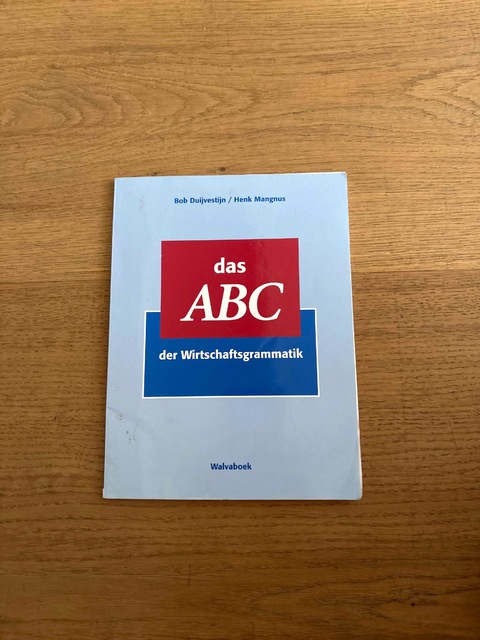 Bob Duijvestijn / Henk Mangnus
das
ABC
der Wirtschaftsgrammatik
Walvaboek